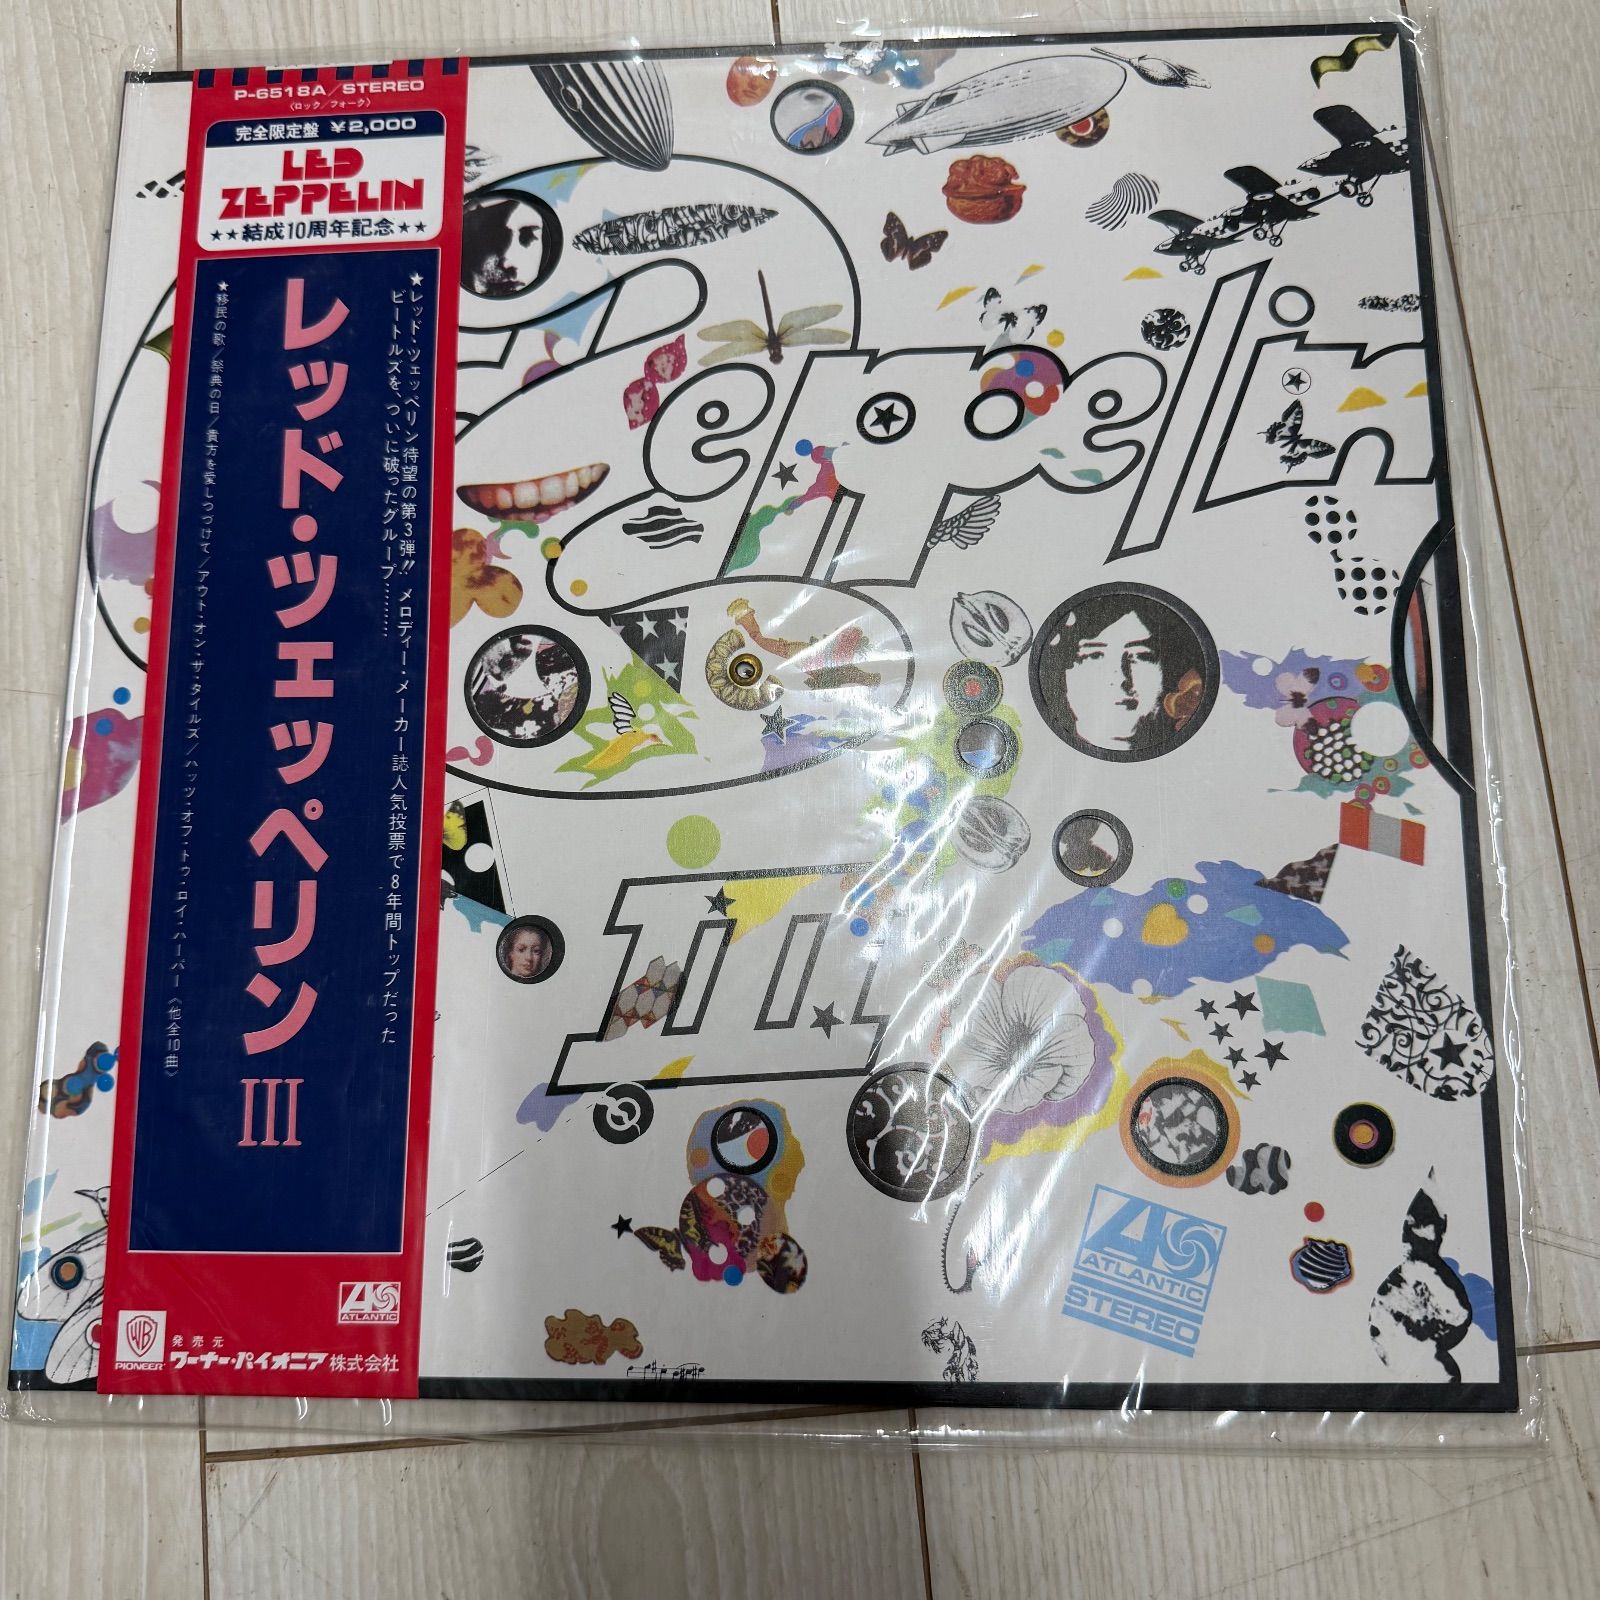 P-6518A/STEREO
〈ロック/フォーク〉
完全限定盤 ¥2,000
LED
ZEPPELIN
★★結成10周年記念★★
★レッド・ツェッペリン待望の第3弾!! メロディー・メーカー誌人気投票で8年間トップだった
ビートルズを、ついに破ったグループ………
レッド・ツェッペリン III
★移民の歌/祭典の日/貴方を愛しつづけて/アウト・オン・ザ・タイルズ/ハッツ・オフ・トゥ・ロイ・ハーパー〈他全10曲〉
ATLANTIC
WB
PIONEER
発売元
ワーナー・パイオニア株式会社
Zeppelin
III
ATLANTIC
STEREO